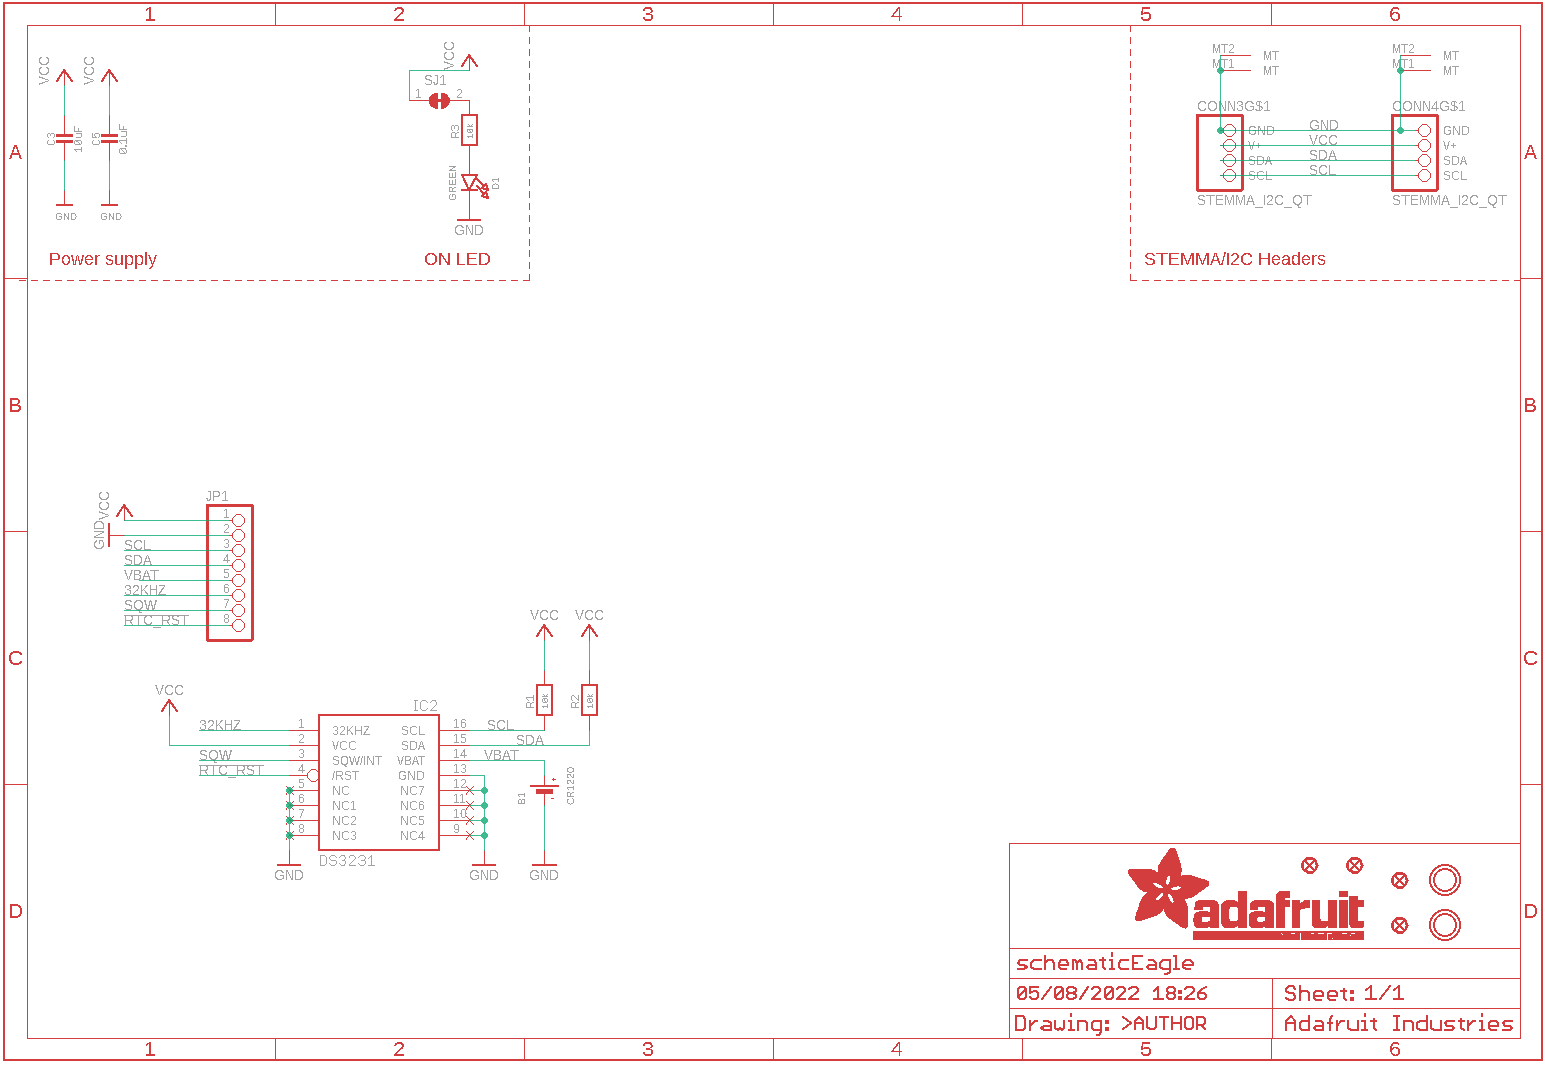 1 2 3 4 5 6
A
B
C
D
A
B
C
D
VCC
C3
10uF
GND
VCC
C5
0.1uF
GND
Power supply
VCC
SJ1
1 2
R3
10k
GREEN
D1
GND
ON LED
MT2 MT
MT1 MT
CONN3G$1
GND
V+
SDA
SCL
STEMMA_I2C_QT
GND
VCC
SDA
SCL
MT2 MT
MT1 MT
CONN4G$1
GND
V+
SDA
SCL
STEMMA_I2C_QT
STEMMA/I2C Headers
JP1
VCC 1
GND 2
SCL 3
SDA 4
VBAT 5
32KHZ 6
SQW 7
RTC_RST 8
VCC
IC2
32KHZ 1 32KHZ SCL 16 SCL
2 VCC SDA 15 SDA
SQW 3 SQW/INT VBAT 14 VBAT
RTC_RST 4 /RST GND 13
5 NC NC7 12
6 NC1 NC6 11
7 NC2 NC5 10
8 NC3 NC4 9
DS3231
GND
GND
VCC
R1
10k
VCC
R2
10k
B1
+
-
CR1220
GND
adafruit
schematicEagle
05/08/2022 18:26 Sheet: 1/1
Drawing: >AUTHOR Adafruit Industries
1 2 3 4 5 6